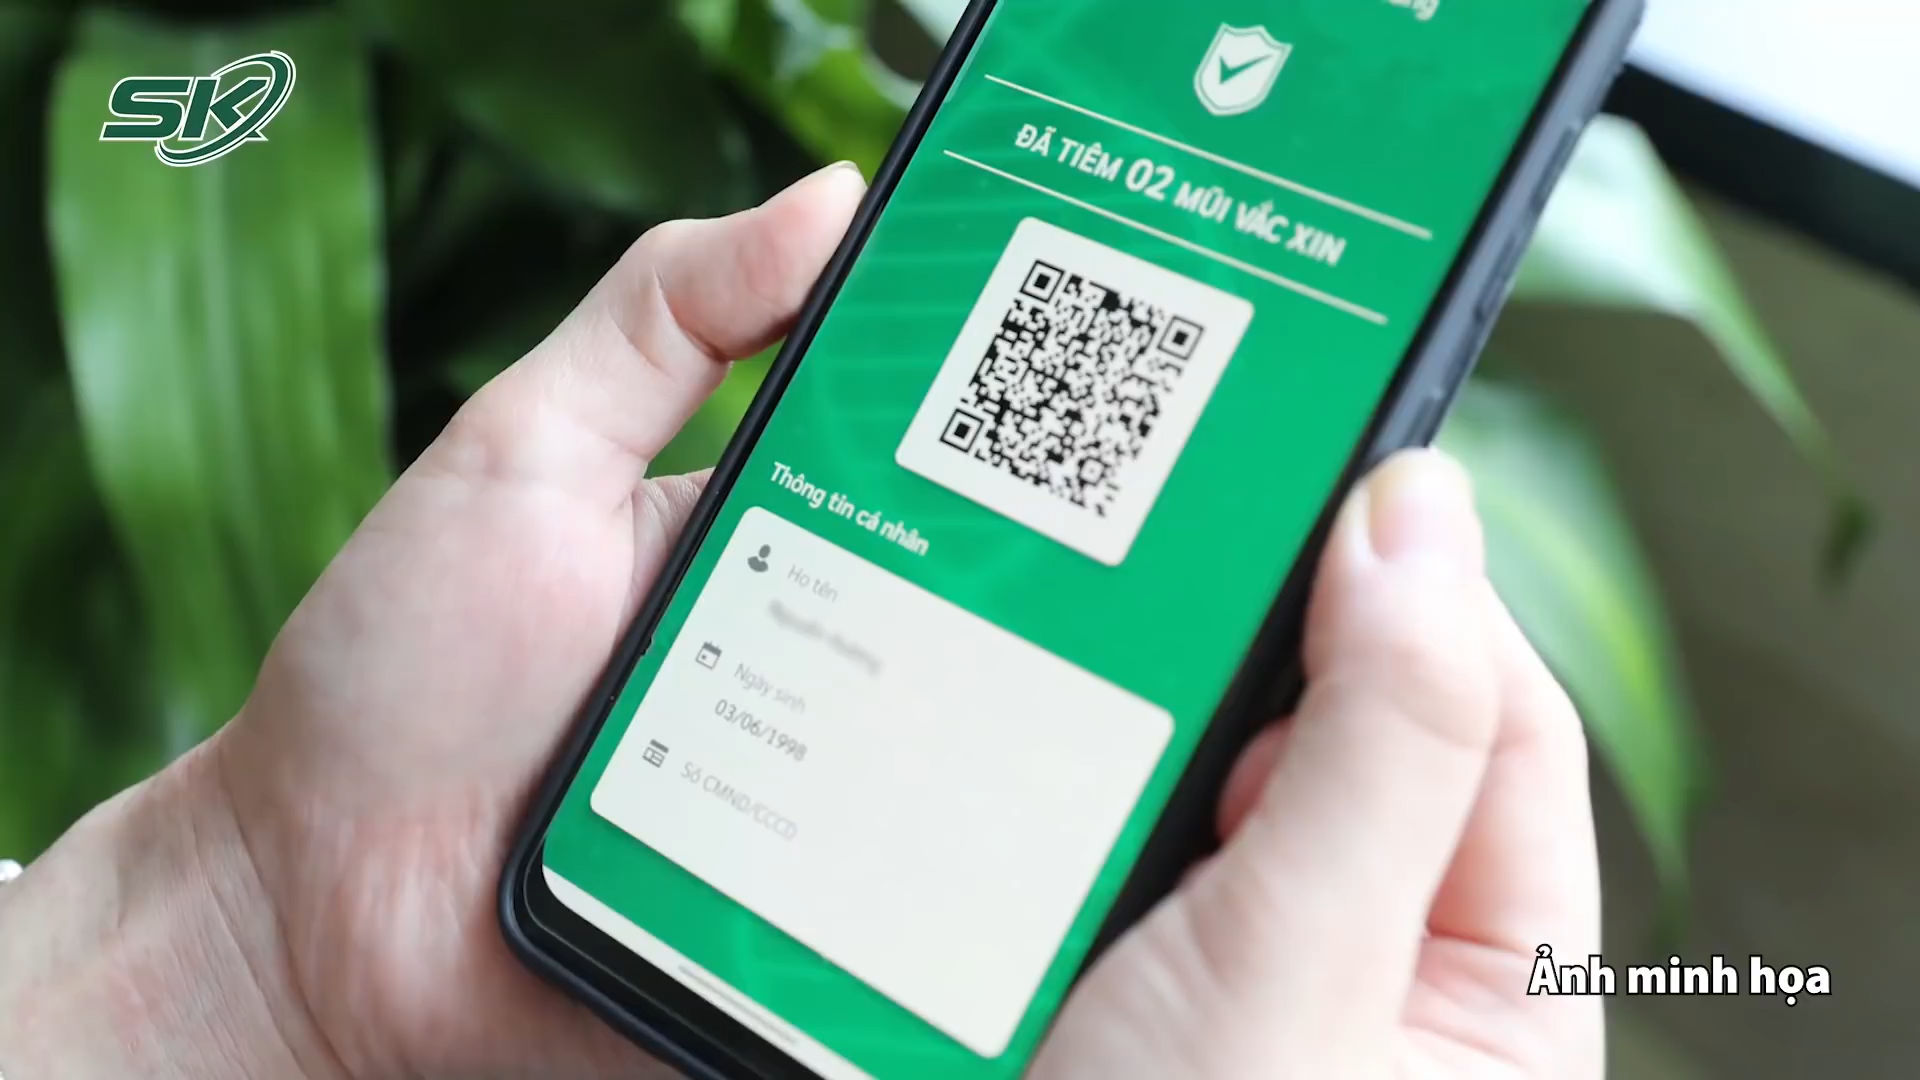 SK
ĐÃ TIÊM 02 MŨI VẮC XIN
Thông tin cá nhân
Họ tên
Ngày sinh
03/06/1998
Số CMND/CCCD
Ảnh minh họa